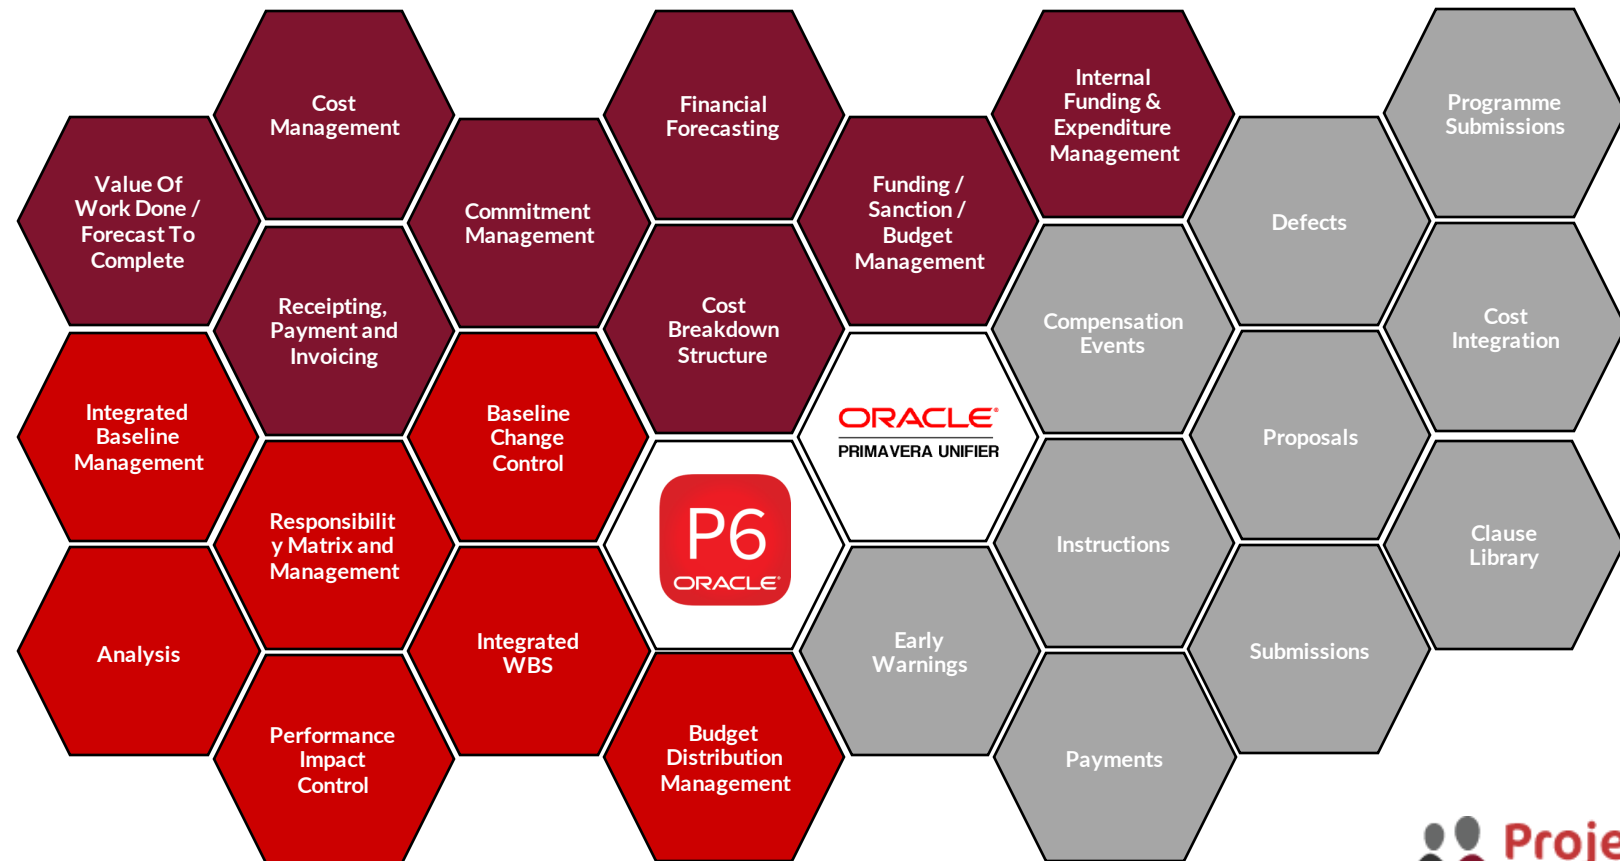 Cost
Management
Financial
Forecasting
Internal
Funding &
Expenditure
Management
Programme
Submissions
Value Of
Work Done /
Forecast To
Complete
Commitment
Management
Funding /
Sanction /
Budget
Management
Defects
Receipting,
Payment and
Invoicing
Cost
Breakdown
Structure
Compensation
Events
Cost
Integration
Integrated
Baseline
Management
Baseline
Change
Control
ORACLE
PRIMAVERA UNIFIER
Proposals
Responsibilit
y Matrix and
Management
P6
ORACLE
Instructions
Clause
Library
Analysis
Integrated
WBS
Early
Warnings
Submissions
Performance
Impact
Control
Budget
Distribution
Management
Payments
Proje